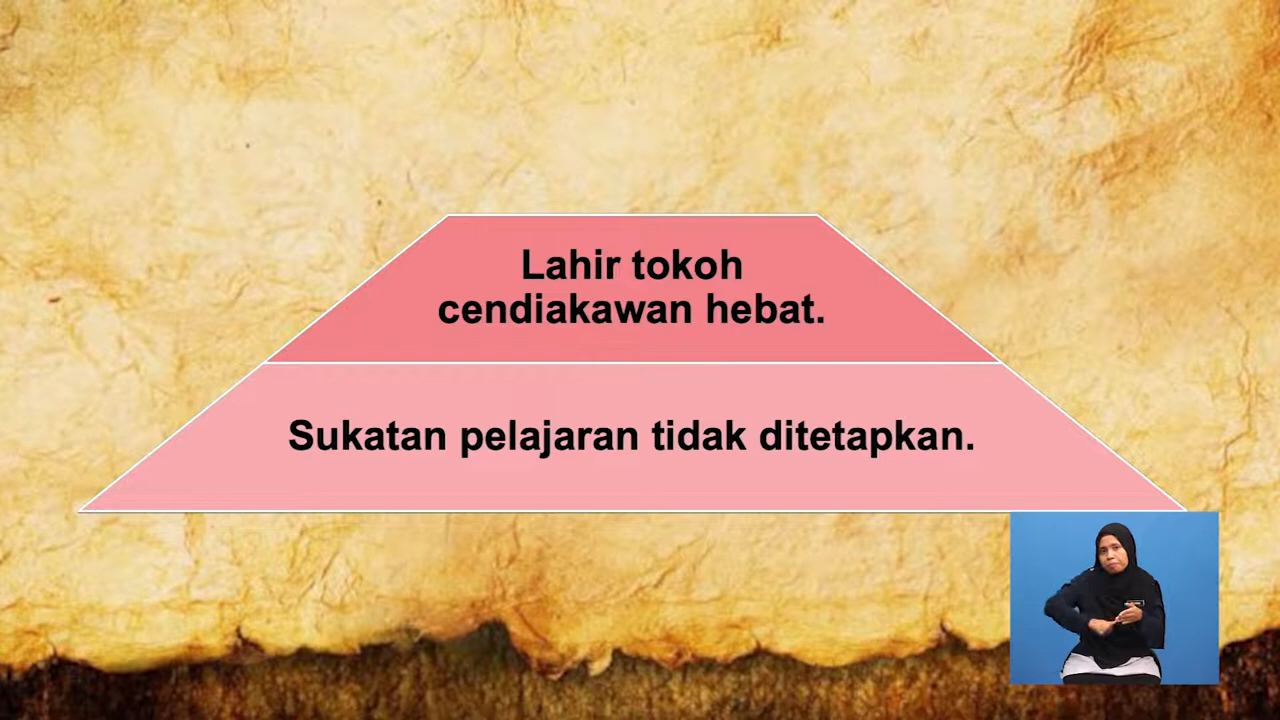 Lahir tokoh
cendiakawan hebat.
Sukatan pelajaran tidak ditetapkan.